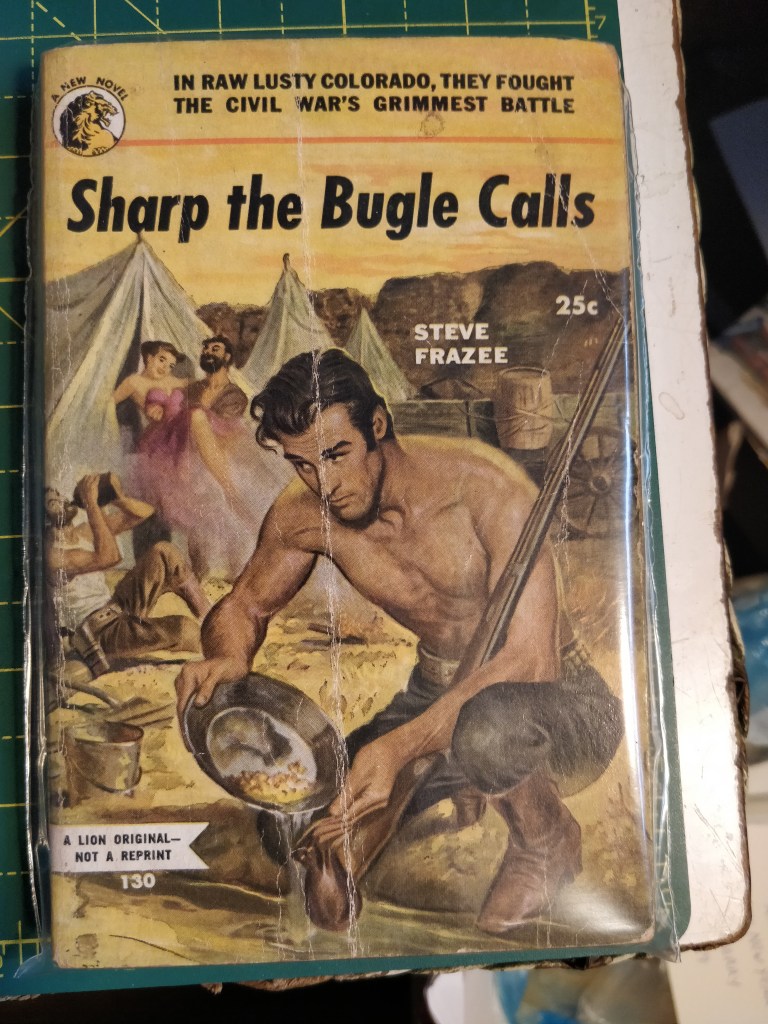 A NEW NOVEL
IN RAW LUSTY COLORADO, THEY FOUGHT
THE CIVIL WAR'S GRIMMEST BATTLE
Sharp the Bugle Calls
25c
STEVE
FRAZEE
A LION ORIGINAL—
NOT A REPRINT
130
7